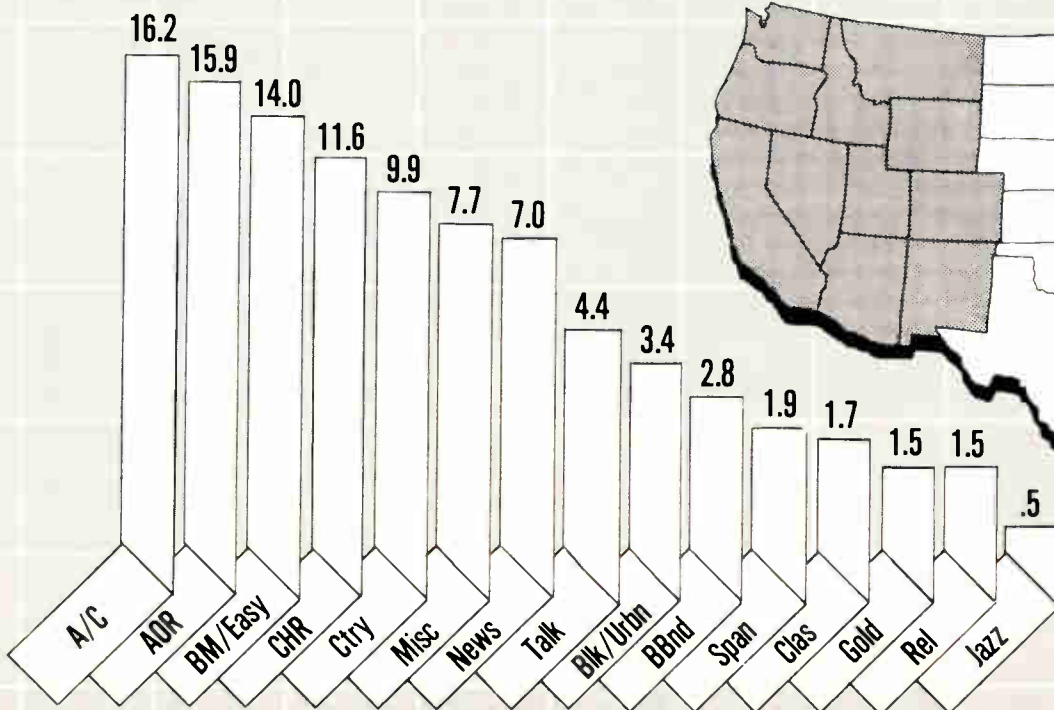 16.2
15.9
14.0
11.6
9.9
7.7
7.0
4.4
3.4
2.8
1.9
1.7
1.5
1.5
.5
A/C
AOR
BM/Easy
CHR
Ctry
Misc
News
Talk
Blk/Urbn
BBnd
Span
Clas
Gold
Rel
Jazz